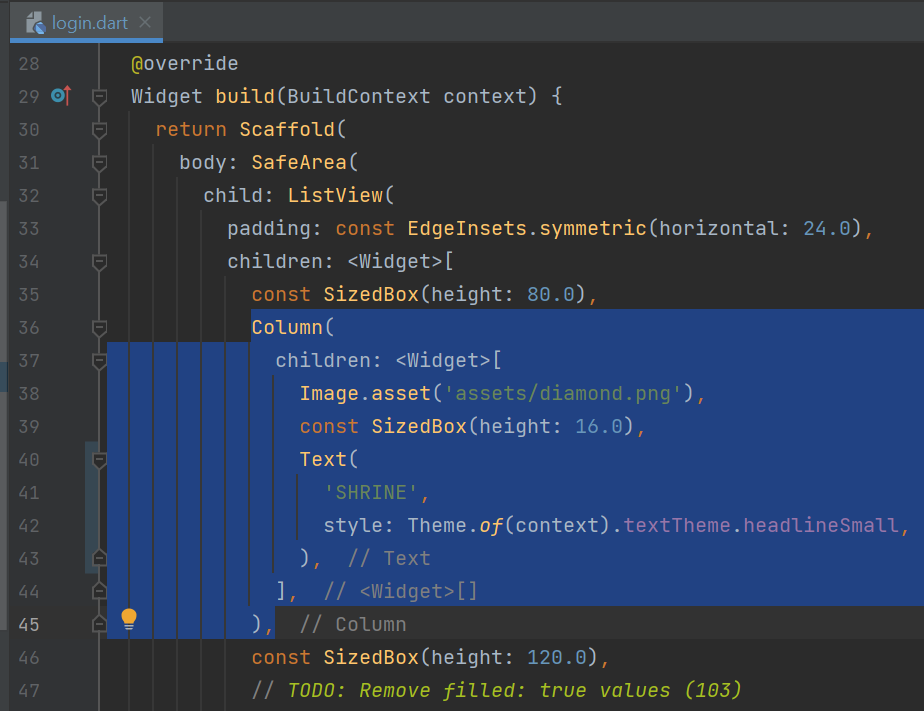 login.dart
28 @override
29 Widget build(BuildContext context) {
30 return Scaffold(
31 body: SafeArea(
32 child: ListView(
33 padding: const EdgeInsets.symmetric(horizontal: 24.0),
34 children: <Widget>[
35 const SizedBox(height: 80.0),
36 Column(
37 children: <Widget>[
38 Image.asset('assets/diamond.png'),
39 const SizedBox(height: 16.0),
40 Text(
41 'SHRINE',
42 style: Theme.of(context).textTheme.headlineSmall,
43 ), // Text
44 ], // <Widget>[]
45 ), // Column
46 const SizedBox(height: 120.0),
47 // TODO: Remove filled: true values (103)